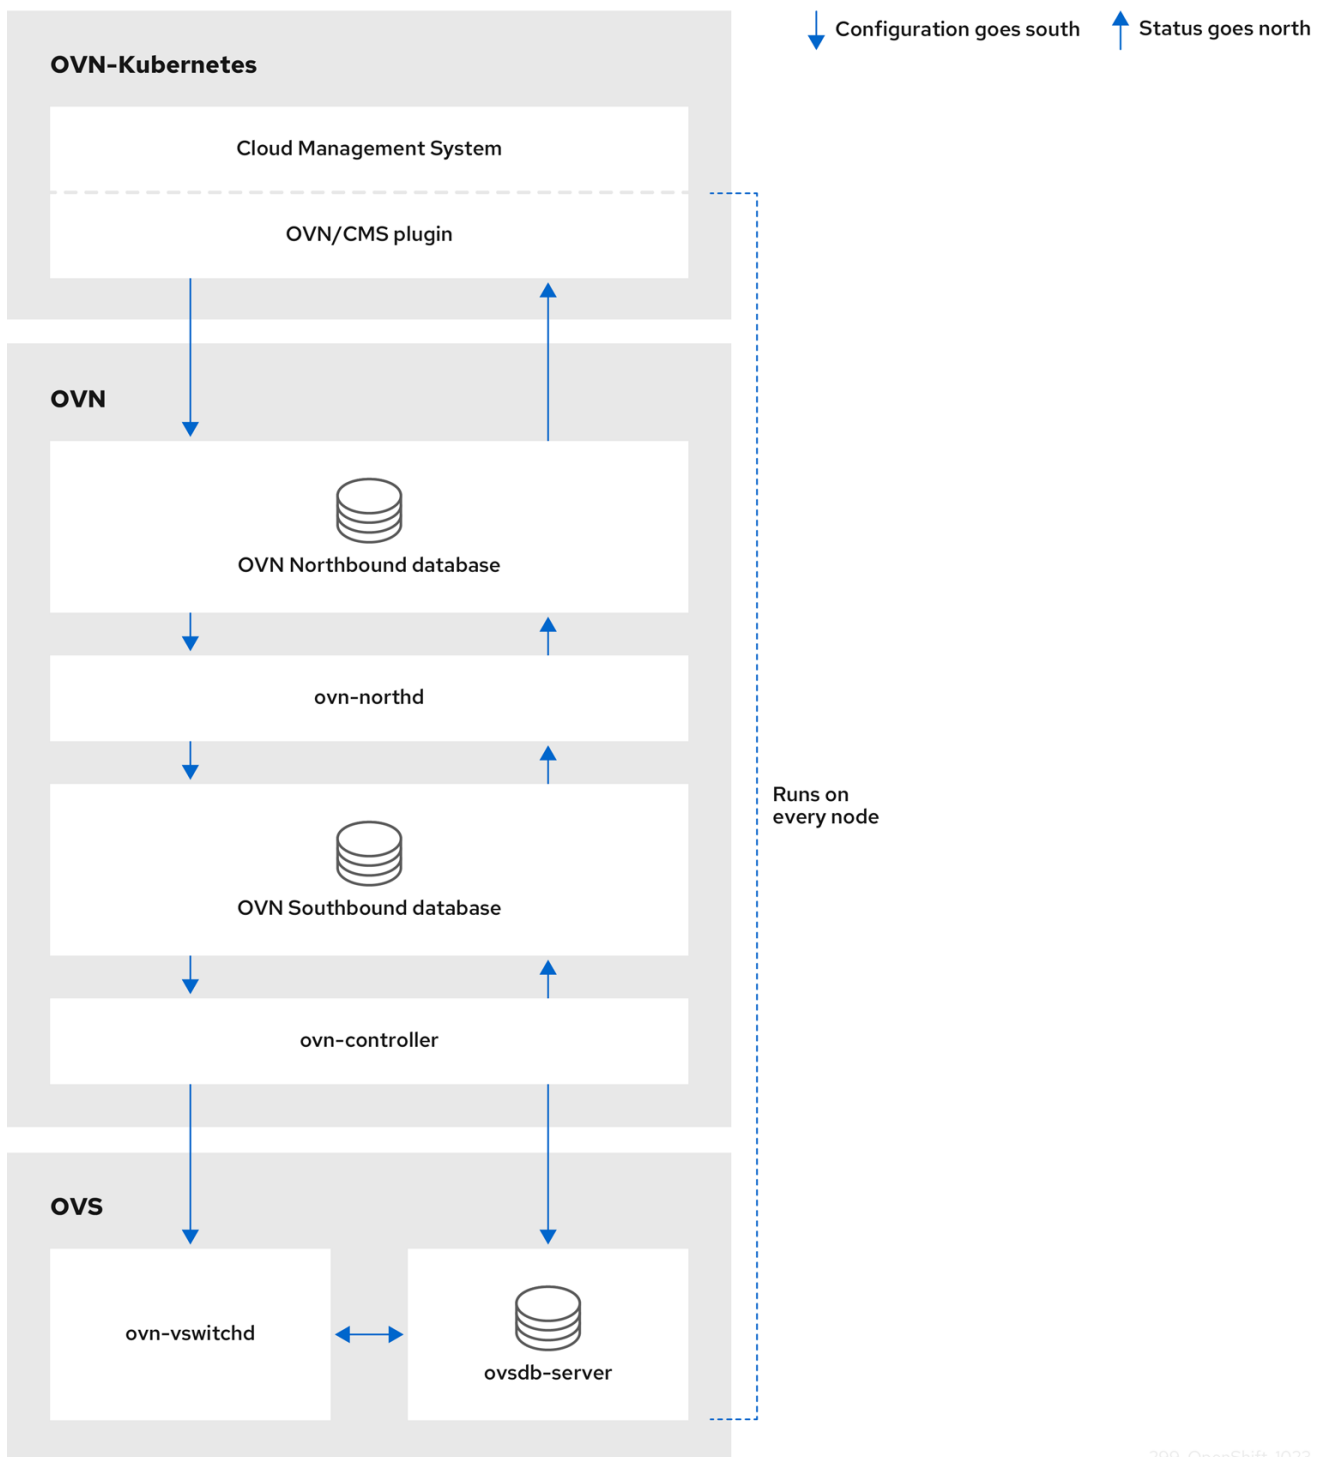 Configuration goes south
Status goes north
OVN-Kubernetes
Cloud Management System
OVN/CMS plugin
OVN
OVN Northbound database
ovn-northd
Runs on
every node
OVN Southbound database
ovn-controller
OVS
ovn-vswitchd
ovsdb-server